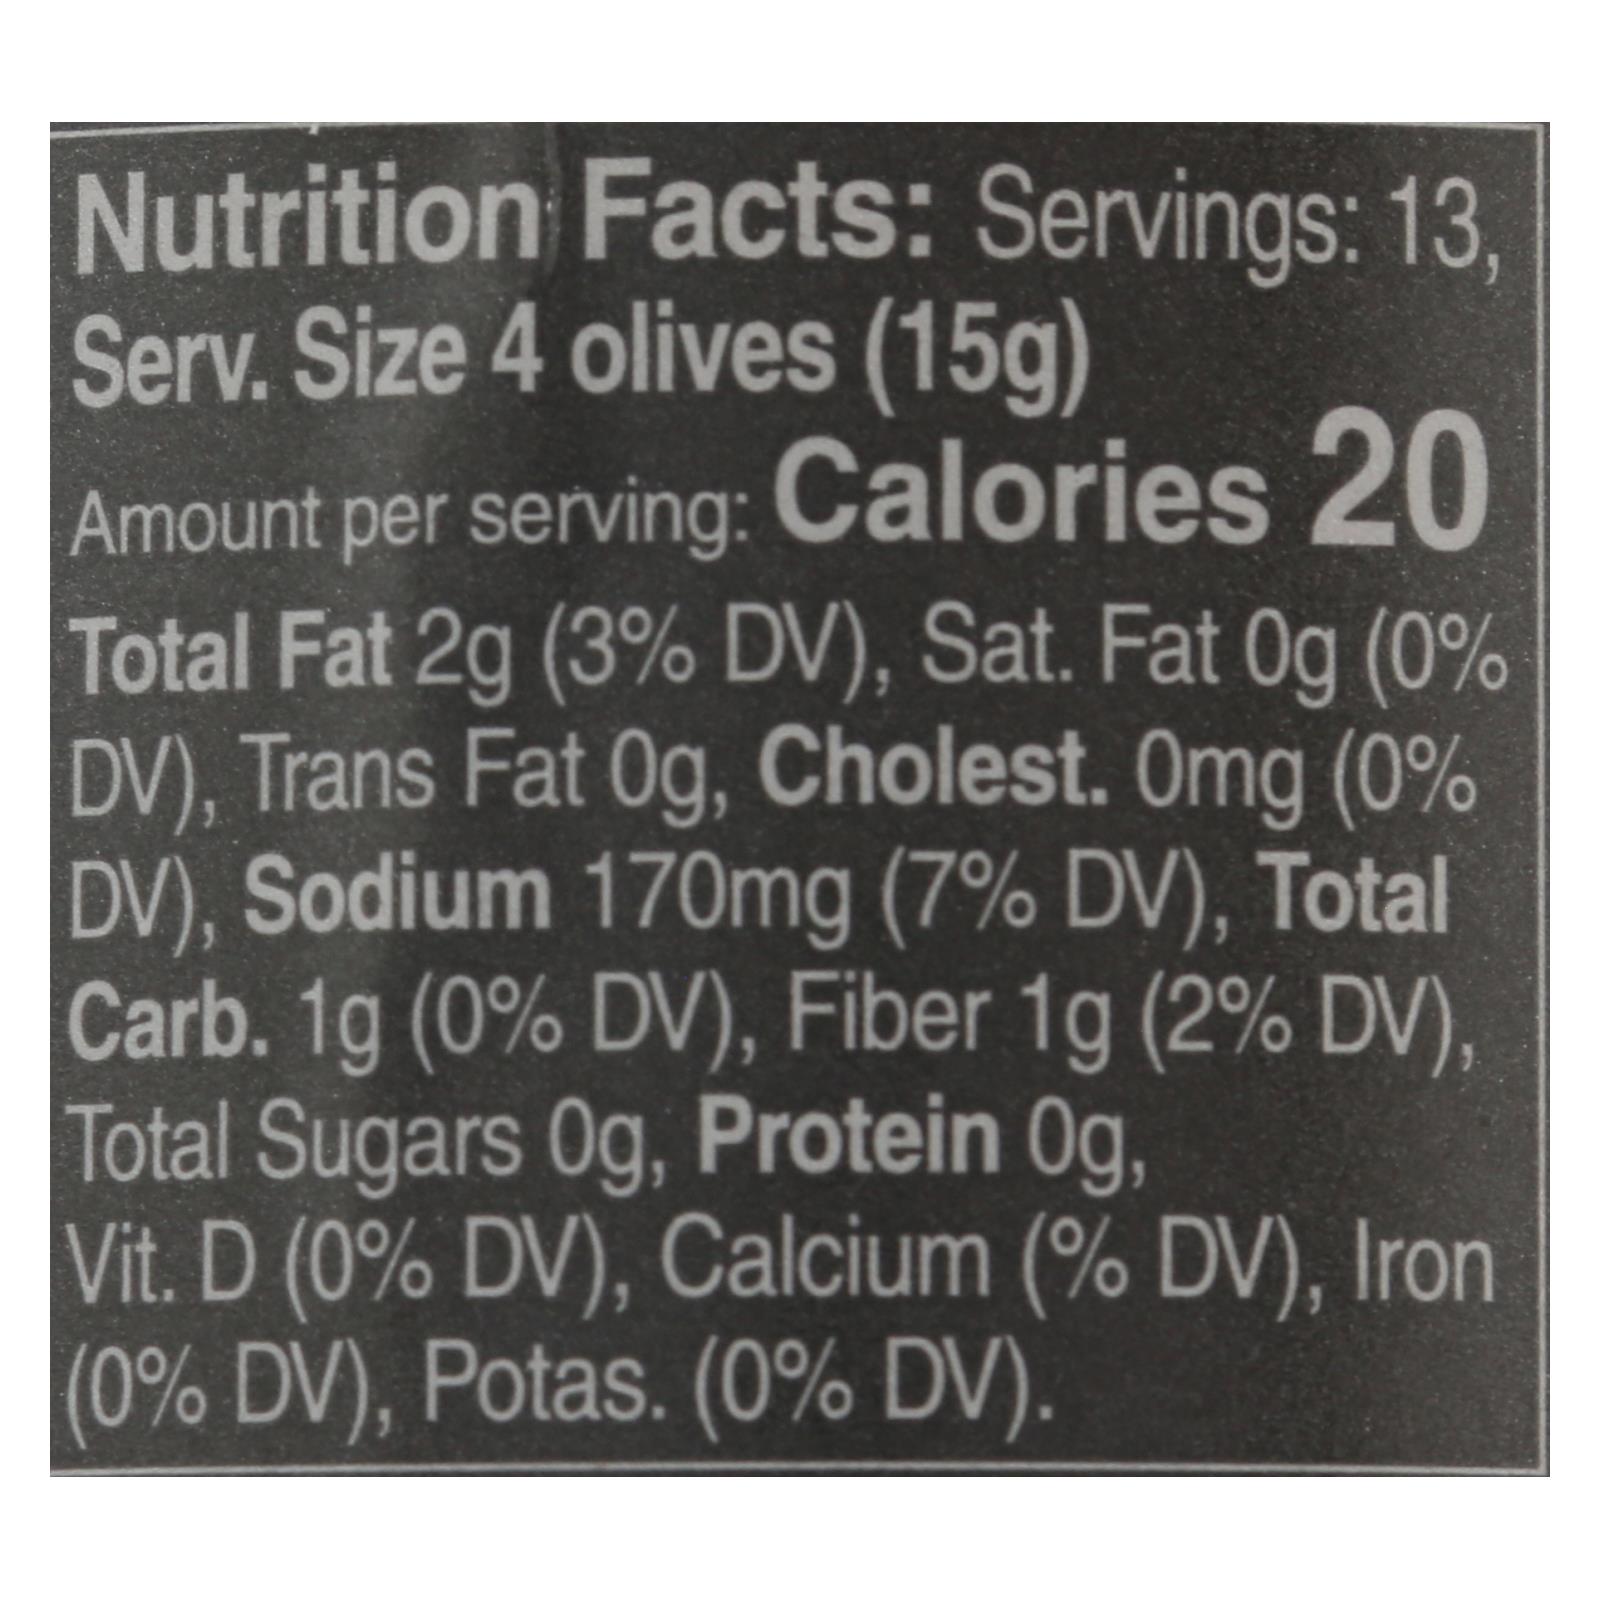 Nutrition Facts: Servings: 13,
Serv. Size 4 olives (15g)
Amount per serving: Calories 20
Total Fat 2g (3% DV), Sat. Fat 0g (0%
DV), Trans Fat 0g, Cholest. 0mg (0%
DV), Sodium 170mg (7% DV), Total
Carb. 1g (0% DV), Fiber 1g (2% DV),
Total Sugars 0g, Protein 0g,
Vit. D (0% DV), Calcium (% DV), Iron
(0% DV), Potas. (0% DV).